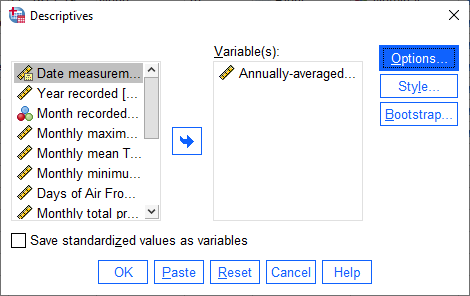 Descriptives
Variable(s):
Date measurem...
Year recorded [...
Month recorded...
Monthly maxim...
Monthly mean T...
Monthly minimu...
Days of Air Fro...
Monthly total pr...
Annually-averaged...
Options...
Style...
Bootstrap...
Save standardized values as variables
OK Paste Reset Cancel Help